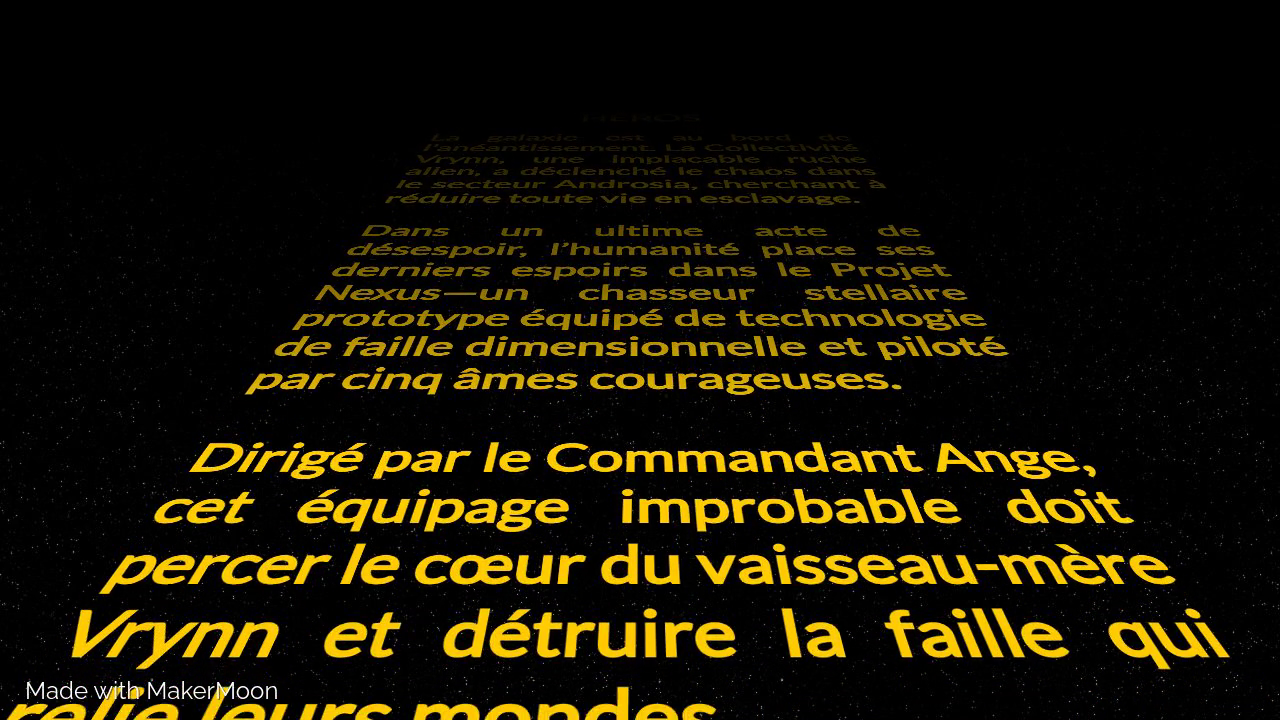 HÉROS
La galaxie est au bord de
l'anéantissement. La Collectivité
Vrynn, une implacable ruche
alien, a déclenché le chaos dans
le secteur Androsia, cherchant à
réduire toute vie en esclavage.
Dans un ultime acte de
désespoir, l'humanité place ses
derniers espoirs dans le Projet
Nexus—un chasseur stellaire
prototype équipé de technologie
de faille dimensionnelle et piloté
par cinq âmes courageuses.
Dirigé par le Commandant Ange,
cet équipage improbable doit
percer le cœur du vaisseau-mère
Vrynn et détruire la faille qui
relie leurs mondes.
Made with MakerMoon